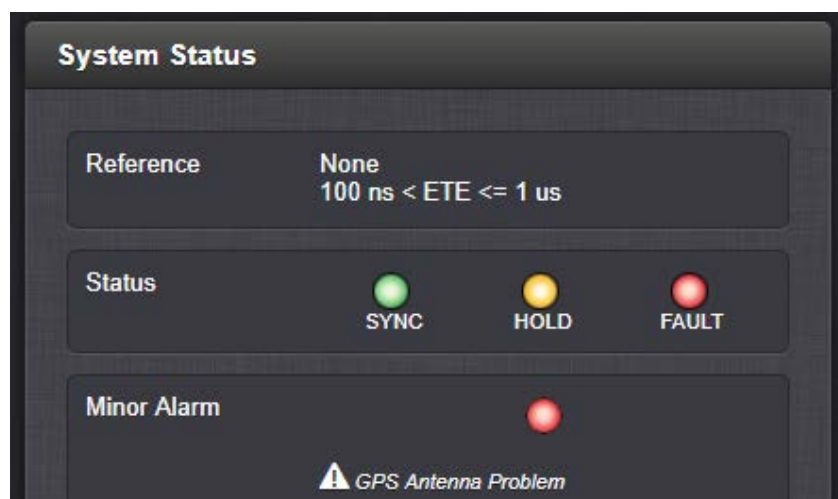 System Status
Reference
None
100 ns < ETE <= 1 us
Status
SYNC
HOLD
FAULT
Minor Alarm
GPS Antenna Problem